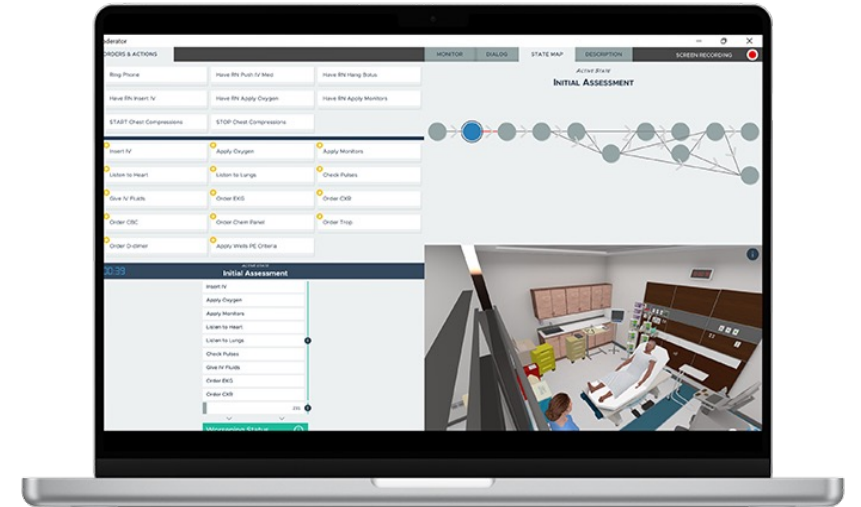 oderator
ORDERS & ACTIONS
MONITOR DIALOG STATE MAP DESCRIPTION SCREEN RECORDING
Ring Phone Have RN Push IV Med Have RN Hang Bolus
Have RN Insert IV Have RN Apply Oxygen Have RN Apply Monitors
START Chest Compressions STOP Chest Compressions
Active State
INITIAL ASSESSMENT
Insert IV Apply Oxygen Apply Monitors
Listen to Heart Listen to Lungs Check Pulses
Give IV Fluids Order EKG Order CXR
Order CBC Order Chem Panel Order Trop
Order D-dimer Apply Wells PE Criteria
00:39
ACTIVE STATE
Initial Assessment
Insert IV
Apply Oxygen
Apply Monitors
Listen to Heart
Listen to Lungs
Check Pulses
Give IV Fluids
Order EKG
Order CXR
Worsening Status